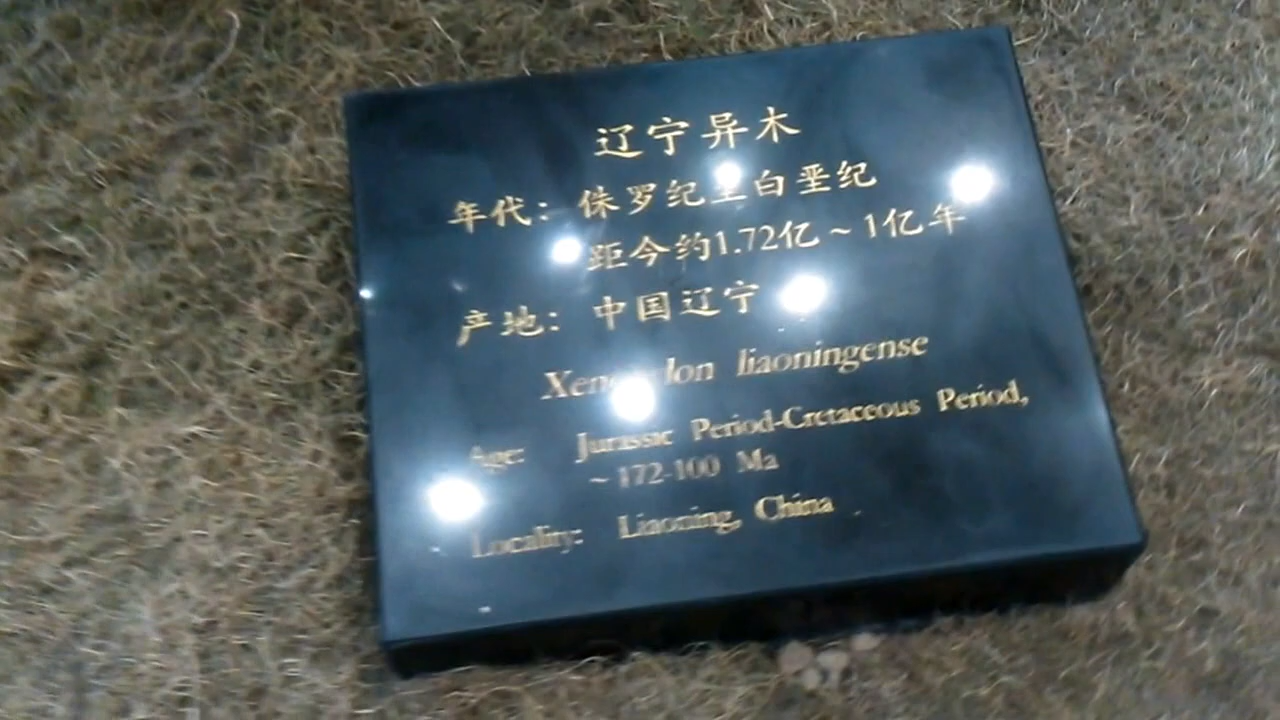 辽宁异木
年代：侏罗纪至白垩纪
距今约1.72亿~1亿年
产地：中国辽宁
liaoningense
Age: Jurassic Period-Cretaceous Period,
~172-100 Ma
Locality: Liaoning, China